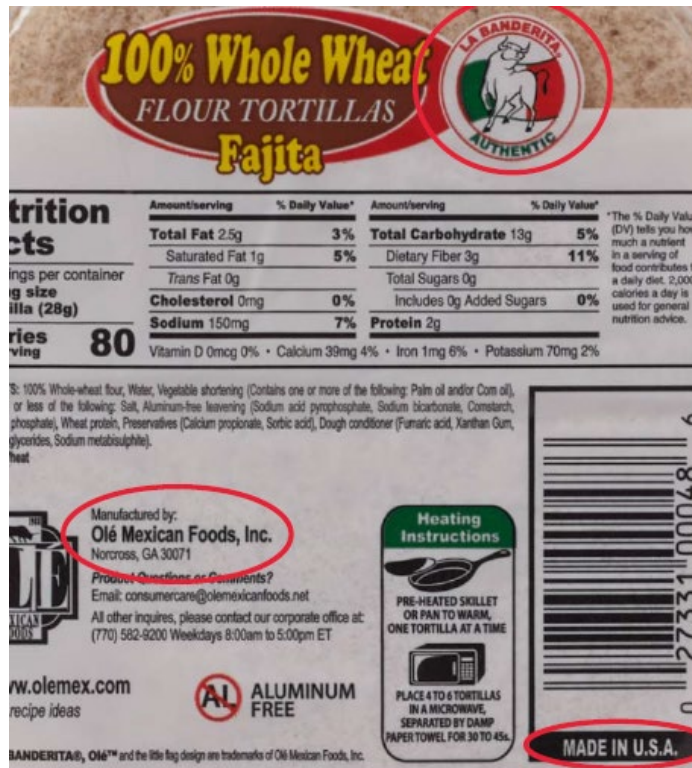 100% Whole Wheat
FLOUR TORTILLAS
Fajita
LA BANDERITA®
AUTHENTIC
trition
cts
ings per container
g size
illa (28g)
ries
ving
80
Amount/serving % Daily Value*
Total Fat 2.5g 3%
Saturated Fat 1g 5%
Trans Fat 0g
Cholesterol 0mg 0%
Sodium 150mg 7%
Amount/serving % Daily Value*
Total Carbohydrate 13g 5%
Dietary Fiber 3g 11%
Total Sugars 0g
Includes 0g Added Sugars 0%
Protein 2g
Vitamin D 0mcg 0% • Calcium 39mg 4% • Iron 1mg 6% • Potassium 70mg 2%
*The % Daily Valu
(DV) tells you how
much a nutrient
in a serving of
food contributes t
a daily diet. 2,000
calories a day is
used for general
nutrition advice.
S: 100% Whole-wheat flour, Water, Vegetable shortening (Contains one or more of the following: Palm oil and/or Corn oil),
or less of the following: Salt, Aluminum-free leavening (Sodium acid pyrophosphate, Sodium bicarbonate, Cornstarch,
phosphate), Wheat protein, Preservatives (Calcium propionate, Sorbic acid), Dough conditioner (Fumaric acid, Xanthan Gum,
glycerides, Sodium metabisulphite).
heat
LE
XICAN
OODS
Manufactured by:
Olé Mexican Foods, Inc.
Norcross, GA 30071
Product Questions or Comments?
Email: consumercare@olemexicanfoods.net
All other inquires, please contact our corporate office at:
(770) 582-9200 Weekdays 8:00am to 5:00pm ET
w.olemex.com
recipe ideas
AL ALUMINUM
FREE
BANDERITA®, Olé™ and the little flag design are trademarks of Olé Mexican Foods, Inc.
Heating
Instructions
PRE-HEATED SKILLET
OR PAN TO WARM,
ONE TORTILLA AT A TIME
PLACE 4 TO 6 TORTILLAS
IN A MICROWAVE,
SEPARATED BY DAMP
PAPER TOWEL FOR 30 TO 45s.
0 27331 00048 6
MADE IN U.S.A.